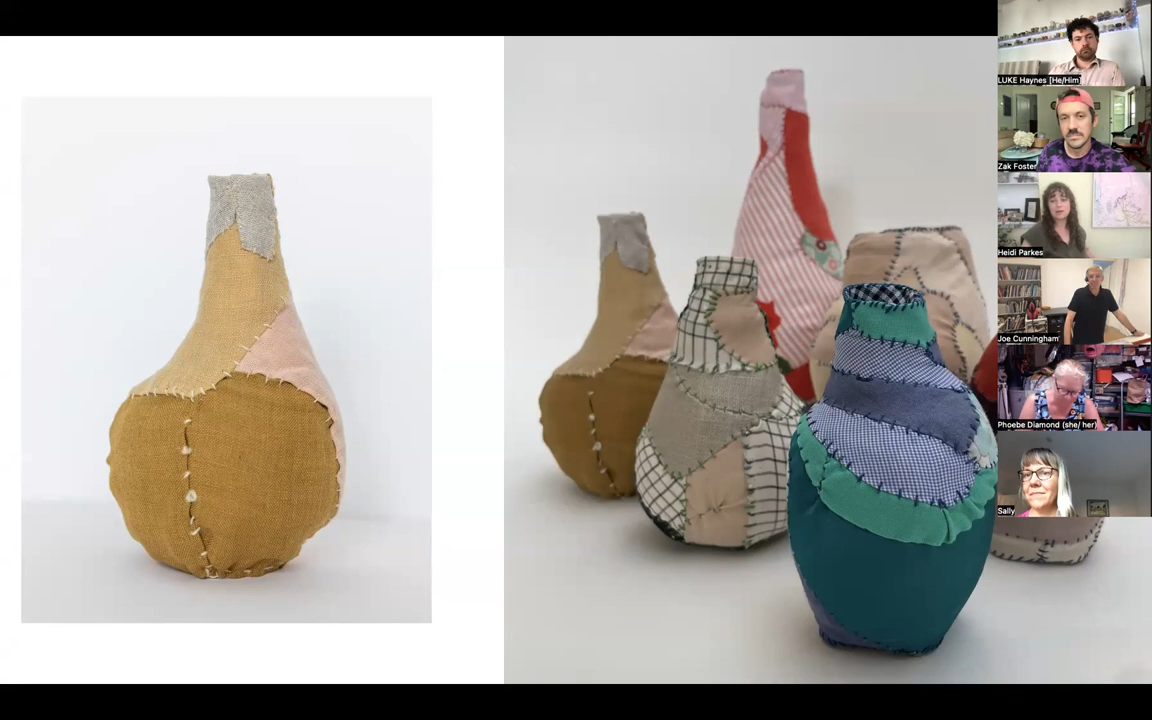 LUKE Haynes [He/Him]
Zak Foster
Heidi Parkes
Joe Cunningham
Phoebe Diamond (she/ her)
Sally